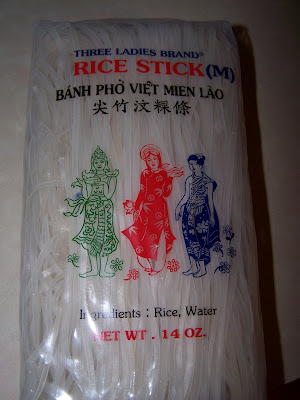 THREE LADIES BRAND®
RICE STICK(M)
BÁNH PHỞ VIỆT MIEN LÀO
尖竹汶粿條
Ingredients : Rice, Water
NET WT . 14 OZ.